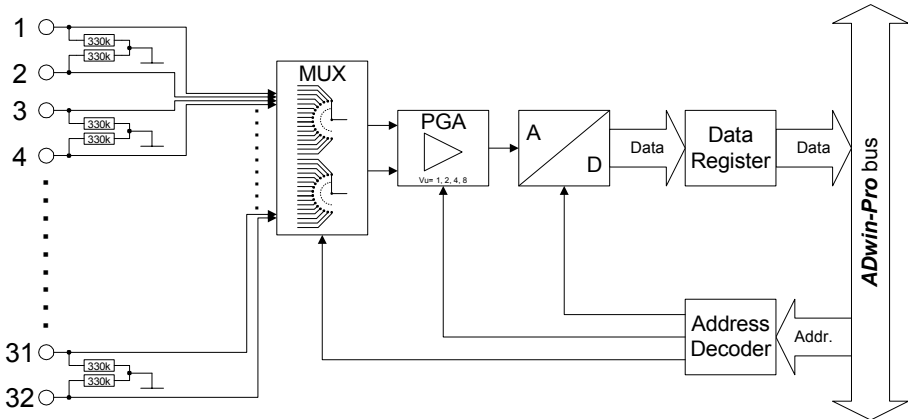 1
330k
330k
2
3
330k
330k
4
31
330k
330k
32
MUX
PGA
Vu= 1, 2, 4, 8
A
D
Data
Data
Register
Data
Address
Decoder
Addr.
ADwin-Pro bus